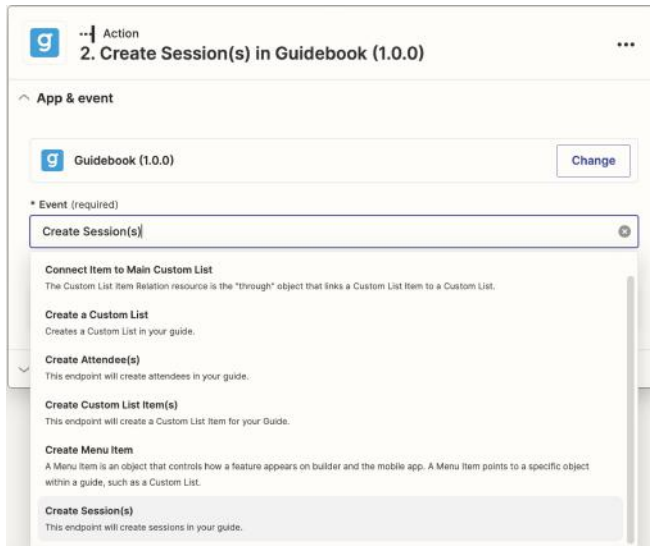 g
Action
2. Create Session(s) in Guidebook (1.0.0)
App & event
g
Guidebook (1.0.0)
Change
* Event (required)
Create Session(s)
Connect Item to Main Custom List
The Custom List Item Relation resource is the "through" object that links a Custom List Item to a Custom List.
Create a Custom List
Creates a Custom List in your guide.
Create Attendee(s)
This endpoint will create attendees in your guide.
Create Custom List Item(s)
This endpoint will create a Custom List Item for your Guide.
Create Menu Item
A Menu Item is an object that controls how a feature appears on builder and the mobile app. A Menu Item points to a specific object
within a guide, such as a Custom List.
Create Session(s)
This endpoint will create sessions in your guide.